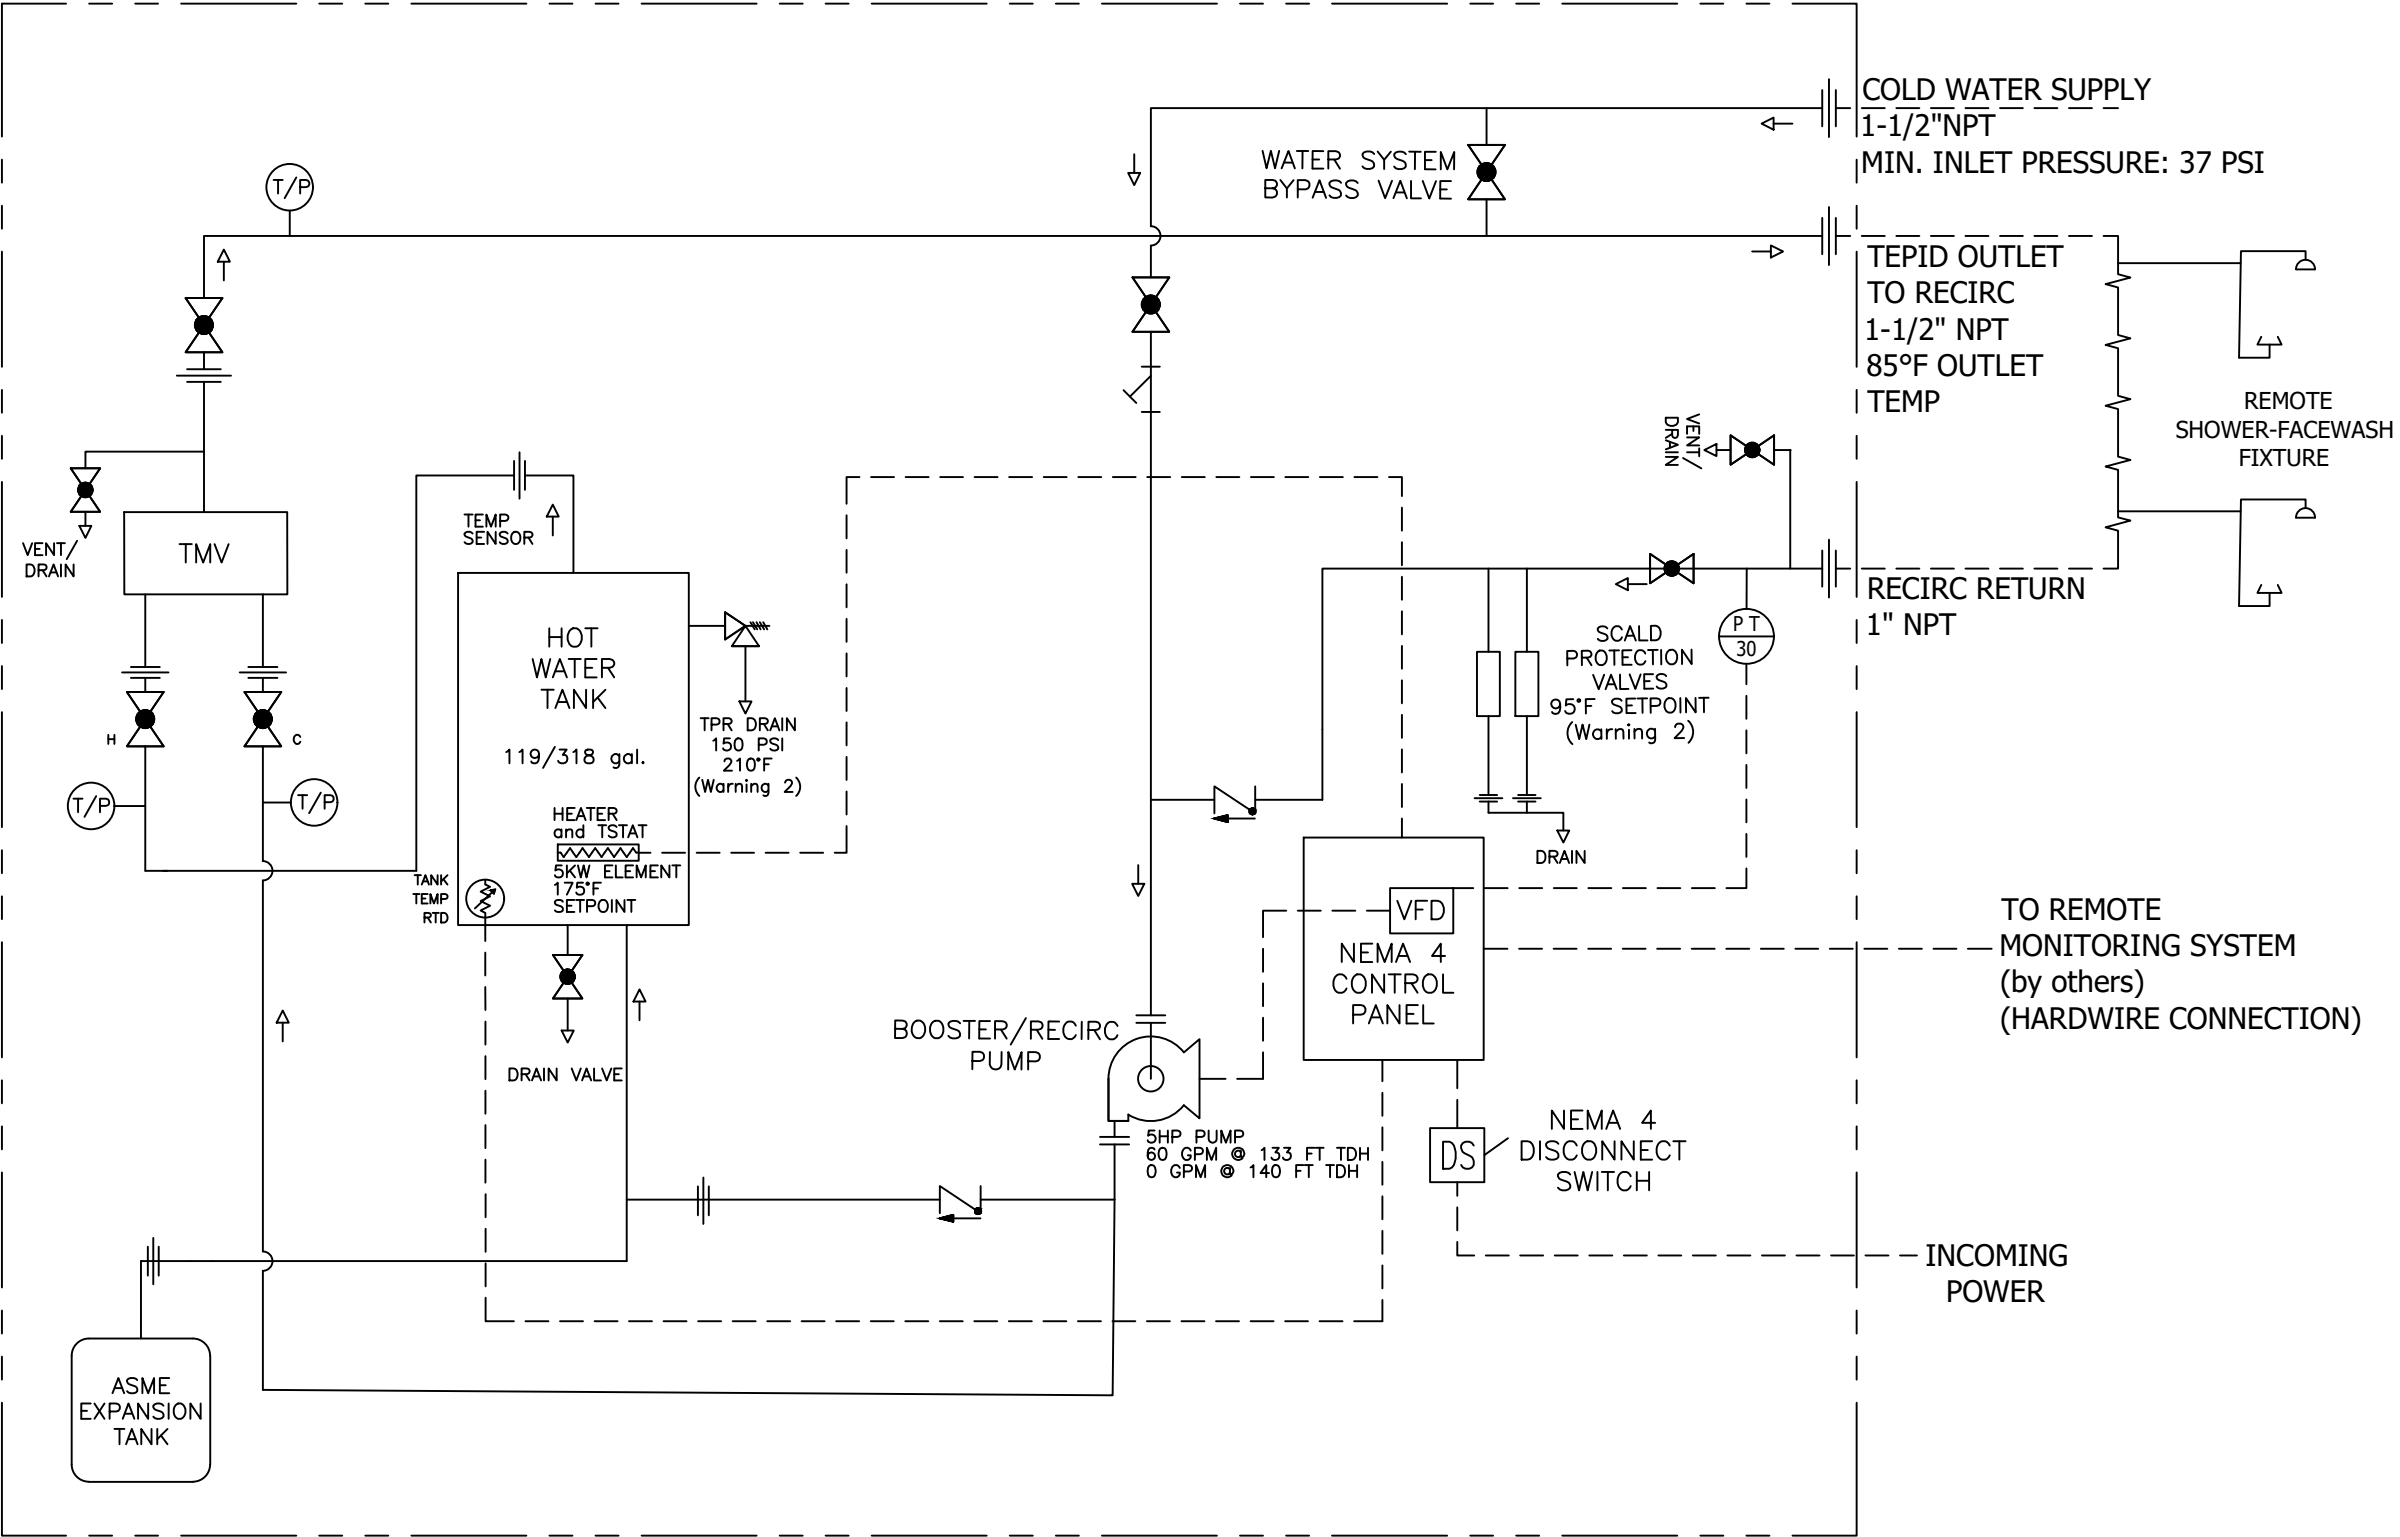 COLD WATER SUPPLY
1-1/2"NPT
MIN. INLET PRESSURE: 37 PSI
WATER SYSTEM
BYPASS VALVE
T/P
TEPID OUTLET
TO RECIRC
1-1/2" NPT
85°F OUTLET
TEMP
REMOTE
SHOWER-FACEWASH
FIXTURE
VENT/
DRAIN
VENT/
DRAIN
TMV
TEMP
SENSOR
RECIRC RETURN
1" NPT
HOT
WATER
TANK
119/318 gal.
SCALD
PROTECTION
VALVES
95°F SETPOINT
(Warning 2)
P T
30
H
C
T/P
T/P
TPR DRAIN
150 PSI
210°F
(Warning 2)
HEATER
and TSTAT
5KW ELEMENT
175°F
SETPOINT
TANK
TEMP
RTD
DRAIN
VFD
NEMA 4
CONTROL
PANEL
TO REMOTE
MONITORING SYSTEM
(by others)
(HARDWIRE CONNECTION)
BOOSTER/RECIRC
PUMP
DRAIN VALVE
5HP PUMP
60 GPM @ 133 FT TDH
0 GPM @ 140 FT TDH
DS
NEMA 4
DISCONNECT
SWITCH
INCOMING
POWER
ASME
EXPANSION
TANK